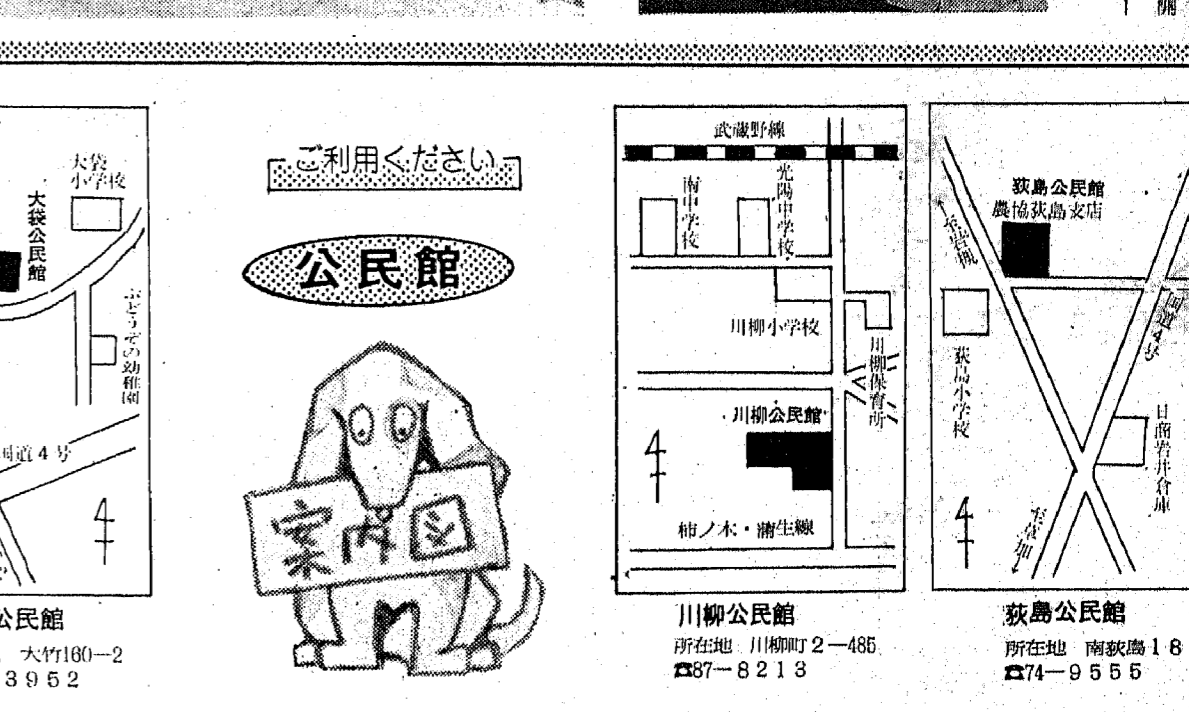 大袋
小学校
大袋公民館
ぶどうその幼稚園
国道4号
公民館
大竹160―2
3952
ご利用ください
公民館
案内図
武蔵野線
南中学校
光陽中学校
川柳小学校
川柳保育所
川柳公民館
柿ノ木・蒲生線
川柳公民館
所在地 川柳町2―485
☎87―8213
荻島公民館
農協荻島支店
至岩槻
国道4号
荻島小学校
日商岩井倉庫
至草加
荻島公民館
所在地 南荻島18
☎74―9555